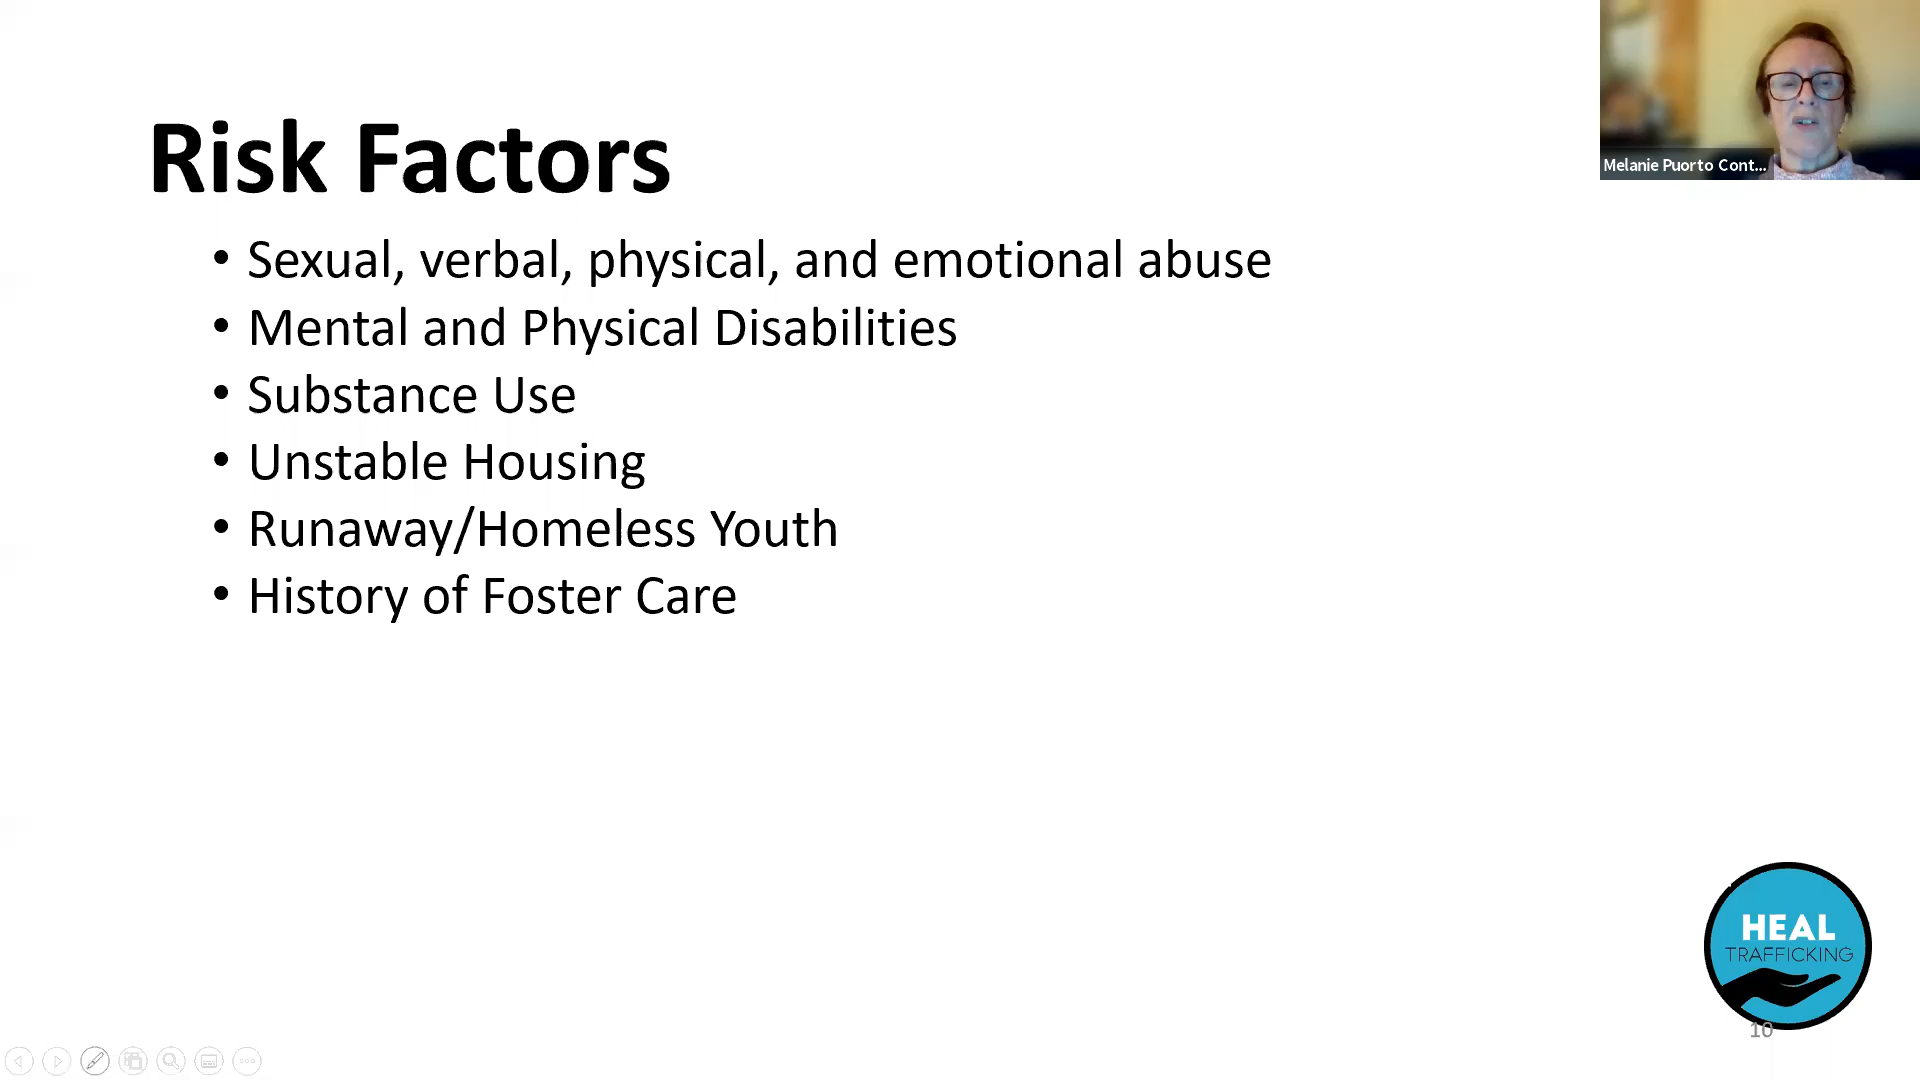 Risk Factors
• Sexual, verbal, physical, and emotional abuse
• Mental and Physical Disabilities
• Substance Use
• Unstable Housing
• Runaway/Homeless Youth
• History of Foster Care
Melanie Puorto Cont...
HEAL
TRAFFICKING
10